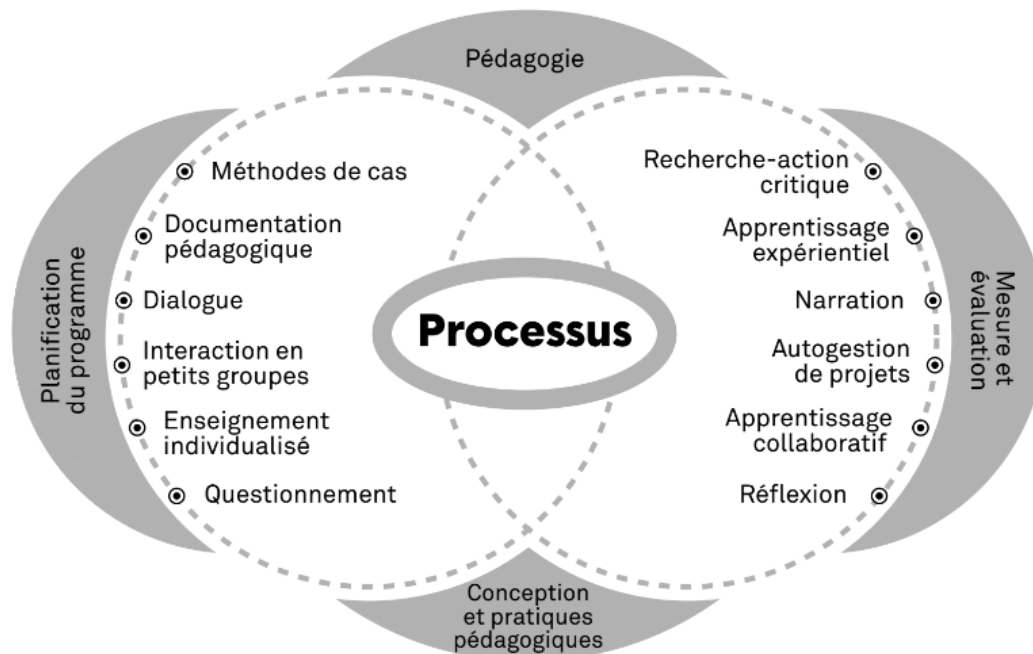 Pédagogie
Planification
du programme
Méthodes de cas
Documentation
pédagogique
Dialogue
Interaction en
petits groupes
Enseignement
individualisé
Questionnement
Processus
Recherche-action
critique
Apprentissage
expérientiel
Narration
Autogestion
de projets
Apprentissage
collaboratif
Réflexion
Mesure et
évaluation
Conception
et pratiques
pédagogiques